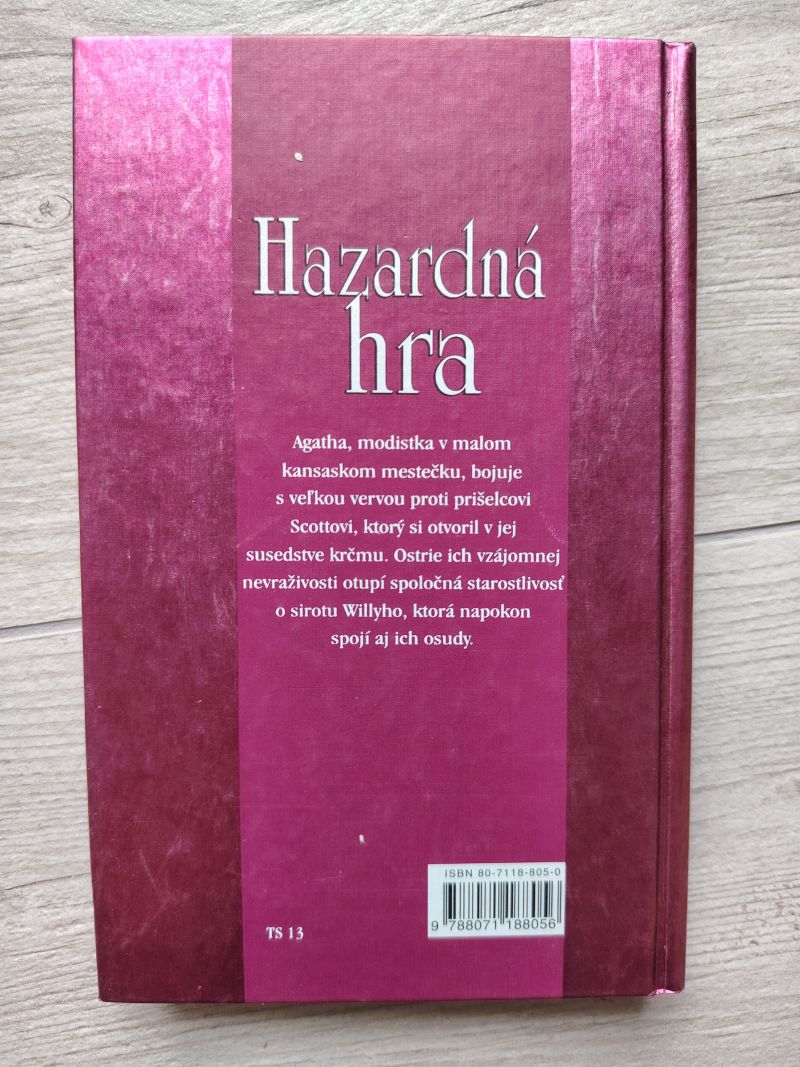 Hazardná
hra
Agatha, modistka v malom
kansaskom mestečku, bojuje
s veľkou vervou proti prišelcovi
Scottovi, ktorý si otvoril v jej
susedstve krčmu. Ostrie ich vzájomnej
nevraživosti otupí spoločná starostlivosť
o sirotu Willyho, ktorá napokon
spojí aj ich osudy.
ISBN 80-7118-805-0
9 788071 188056
TS 13